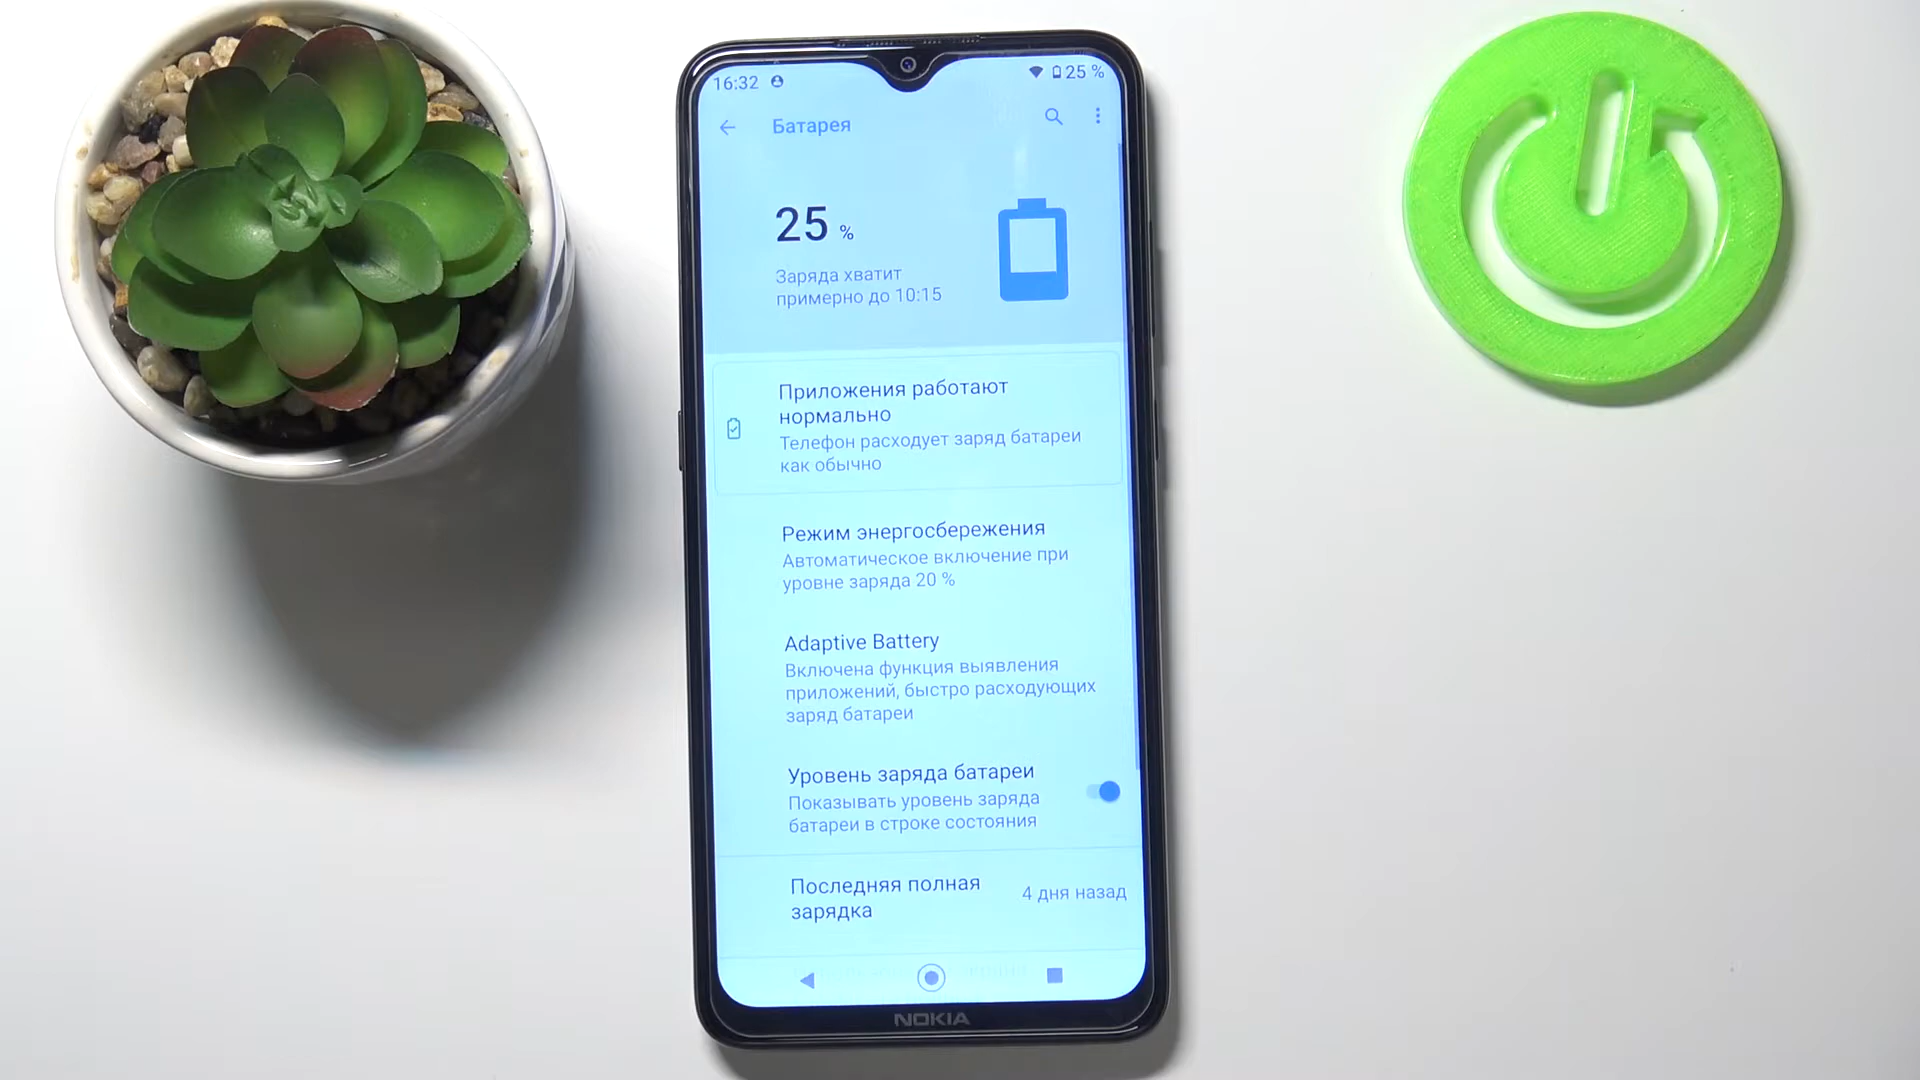 16:32
25 %
Батарея
25 %
Заряда хватит
примерно до 10:15
Приложения работают
нормально
Телефон расходует заряд батареи
как обычно
Режим энергосбережения
Автоматическое включение при
уровне заряда 20 %
Adaptive Battery
Включена функция выявления
приложений, быстро расходующих
заряд батареи
Уровень заряда батареи
Показывать уровень заряда
батареи в строке состояния
Последняя полная
зарядка
4 дня назад
NOKIA